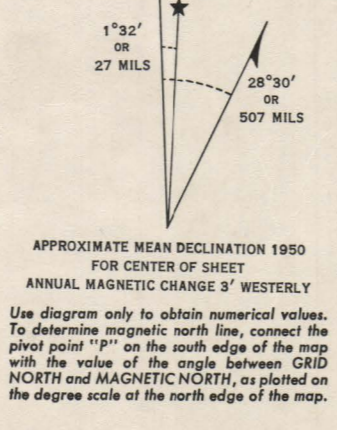 1°32′
OR
27 MILS
28°30′
OR
507 MILS
APPROXIMATE MEAN DECLINATION 1950
FOR CENTER OF SHEET
ANNUAL MAGNETIC CHANGE 3′ WESTERLY
Use diagram only to obtain numerical values.
To determine magnetic north line, connect the
pivot point "P" on the south edge of the map
with the value of the angle between GRID
NORTH and MAGNETIC NORTH, as plotted on
the degree scale at the north edge of the map.